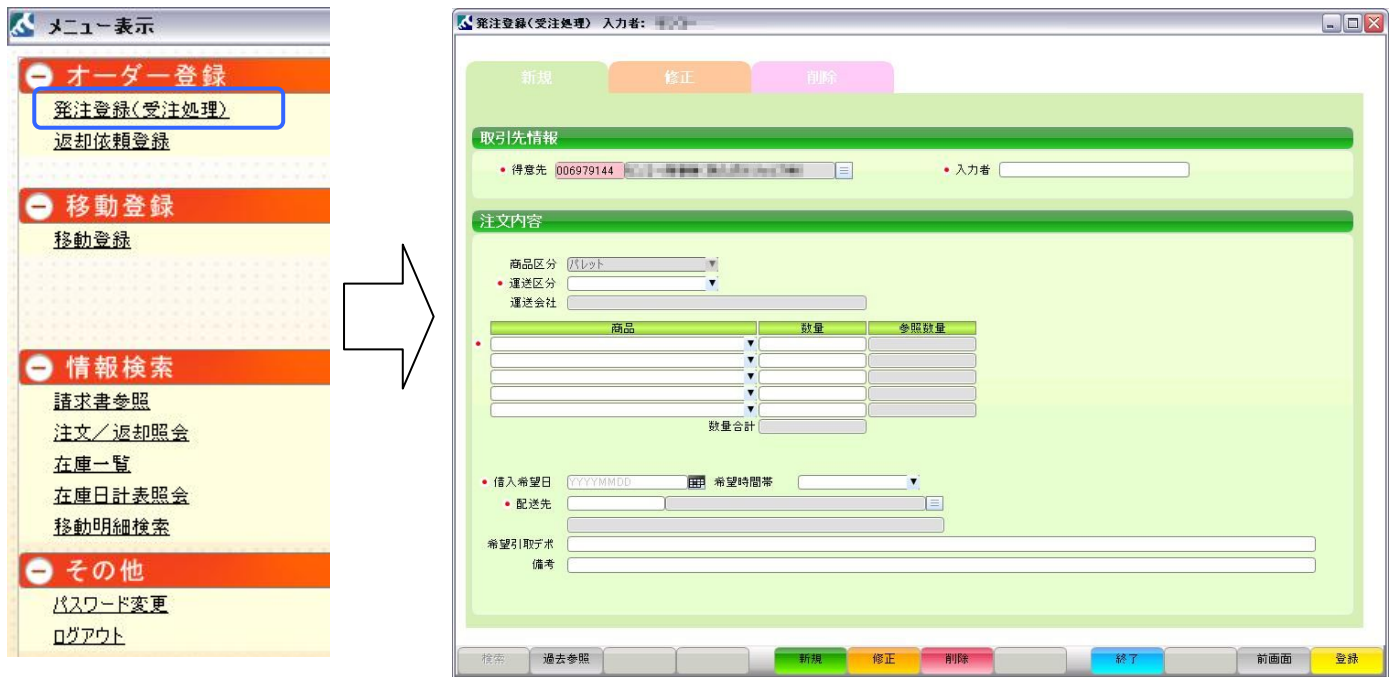 メニュー表示
オーダー登録
発注登録(受注処理)
返却依頼登録
移動登録
移動登録
情報検索
請求書参照
注文／返却照会
在庫一覧
在庫日計表照会
移動明細検索
その他
パスワード変更
ログアウト
発注登録(受注処理) 入力者:
新規 修正 削除
取引先情報
• 得意先 006979144 • 入力者
注文内容
商品区分 パレット
• 運送区分
運送会社
商品 数量 参照数量
数量合計
• 借入希望日 YYYYMMDD 希望時間帯
• 配送先
希望引取デポ
備考
検索 過去参照 新規 修正 削除 終了 前画面 登録